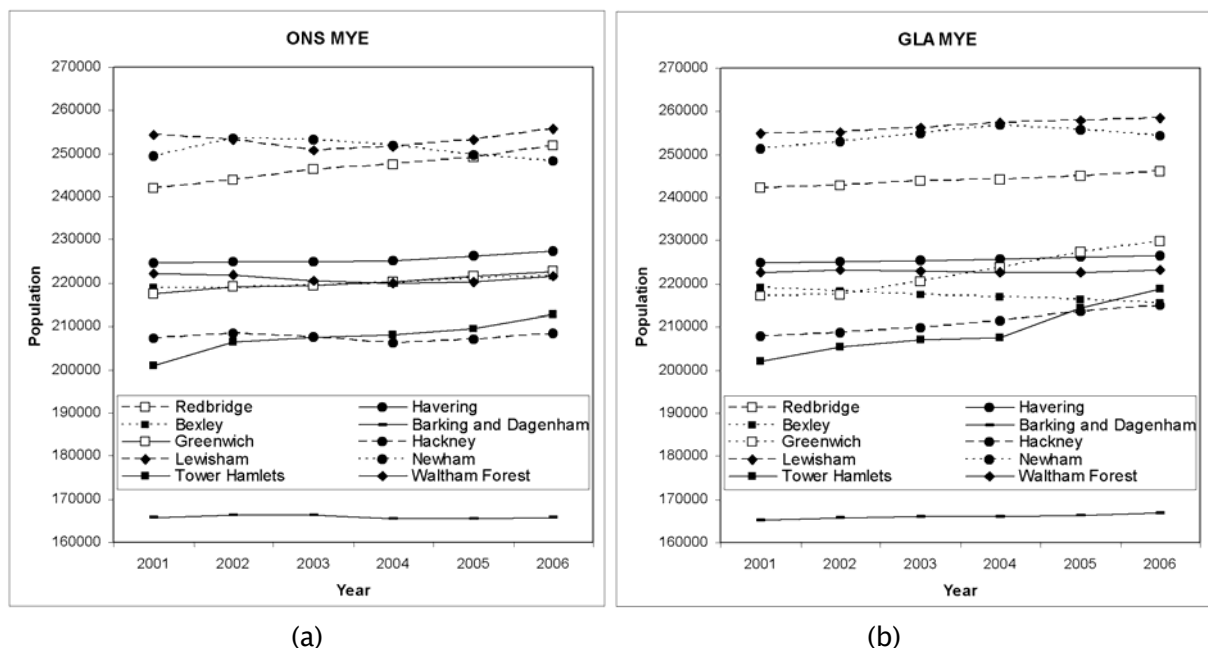 ONS MYE
270000
260000
250000
240000
230000
220000
210000
200000
190000
180000
170000
160000
Population
Redbridge Havering
Bexley Barking and Dagenham
Greenwich Hackney
Lewisham Newham
Tower Hamlets Waltham Forest
2001 2002 2003 2004 2005 2006
Year
(a)
GLA MYE
270000
260000
250000
240000
230000
220000
210000
200000
190000
180000
170000
160000
Population
Redbridge Havering
Bexley Barking and Dagenham
Greenwich Hackney
Lewisham Newham
Tower Hamlets Waltham Forest
2001 2002 2003 2004 2005 2006
Year
(b)